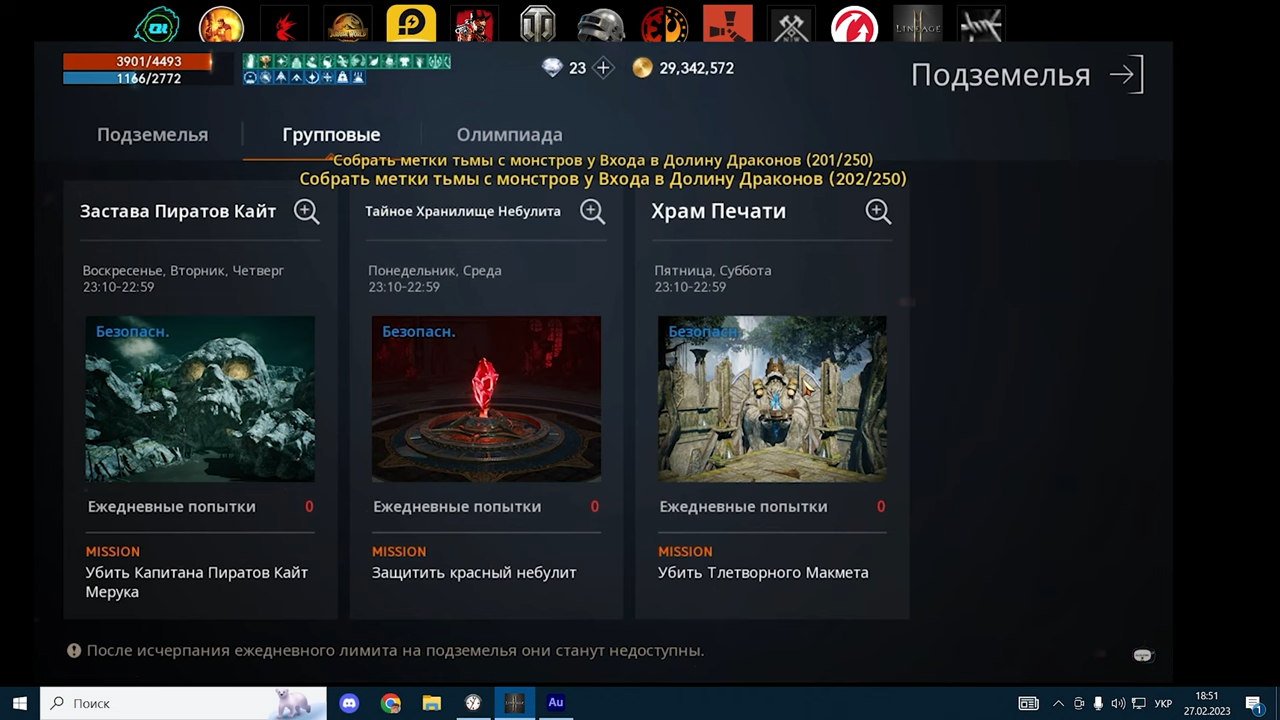 LINEAGE
3901/4493
1166/2772
23
29,342,572
Подземелья
Подземелья
Групповые
Олимпиада
Собрать метки тьмы с монстров у Входа в Долину Драконов (201/250)
Собрать метки тьмы с монстров у Входа в Долину Драконов (202/250)
Застава Пиратов Кайт
Воскресенье, Вторник, Четверг
23:10-22:59
Безопасн.
Ежедневные попытки 0
MISSION
Убить Капитана Пиратов Кайт
Мерука
Тайное Хранилище Небулита
Понедельник, Среда
23:10-22:59
Безопасн.
Ежедневные попытки 0
MISSION
Защитить красный небулит
Храм Печати
Пятница, Суббота
23:10-22:59
Безопасн.
Ежедневные попытки 0
MISSION
Убить Тлетворного Макмета
После исчерпания ежедневного лимита на подземелья они станут недоступны.
Поиск
Au
УКР
18:51
27.02.2023
1